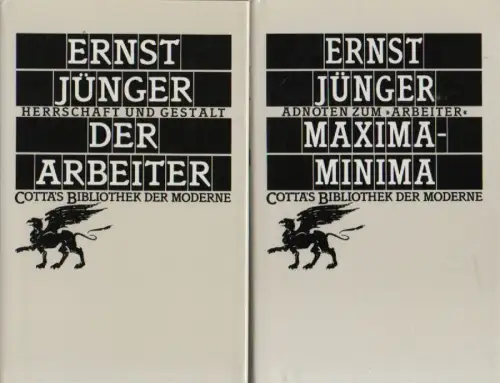 ERNST
JÜNGER
HERRSCHAFT UND GESTALT
DER
ARBEITER
COTTA'S BIBLIOTHEK DER MODERNE
ERNST
JÜNGER
ADNOTEN ZUM »ARBEITER«
MAXIMA-
MINIMA
COTTA'S BIBLIOTHEK DER MODERNE